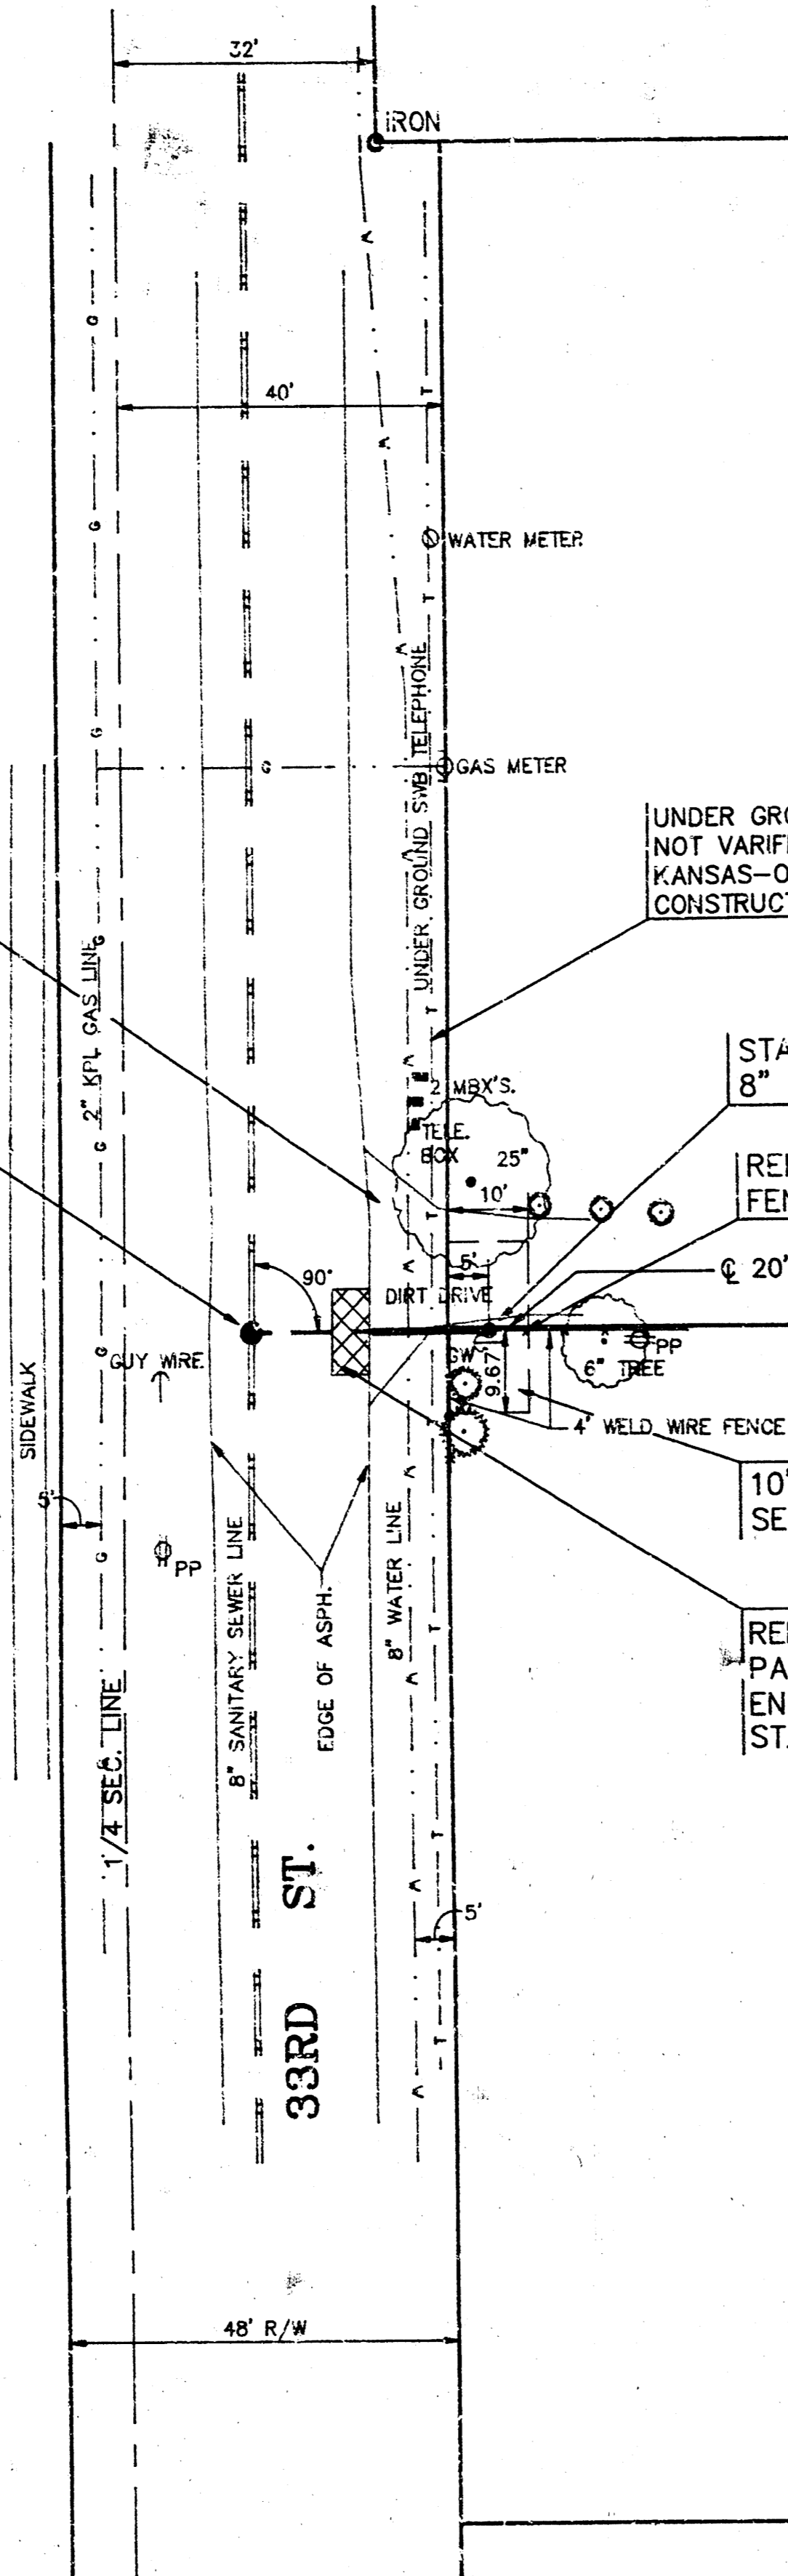 32'
IRON
G
40'
T
G
WATER METER
T
G
G
GAS METER
UNDER GROUND SWB TELEPHONE
UNDER GRO
NOT VARIF
KANSAS-O
CONSTRUCT
2" KPL GAS LINE
G
T
STA
8"
2 MBX'S.
TELE.
BOX
25"
G
10'
REI
FEN
T
5'
90°
℄ 20'
DIRT DRIVE
G
GUY WIRE
GW
9.67
6" TREE
PP
SIDEWALK
4' WELD WIRE FENCE
10'
SE
5'
G
PP
8" SANITARY SEWER LINE
EDGE OF ASPH.
8" WATER LINE
T
REI
PA
EN
ST.
1/4 SEC. LINE
T
33RD ST.
5'
T
48' R/W